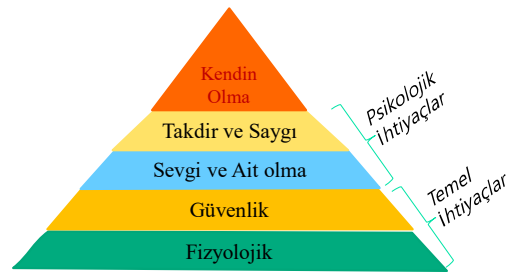 Kendin
Olma
Takdir ve Saygı
Sevgi ve Ait olma
Güvenlik
Fizyolojik
Psikolojik
İhtiyaçlar
Temel
İhtiyaçlar